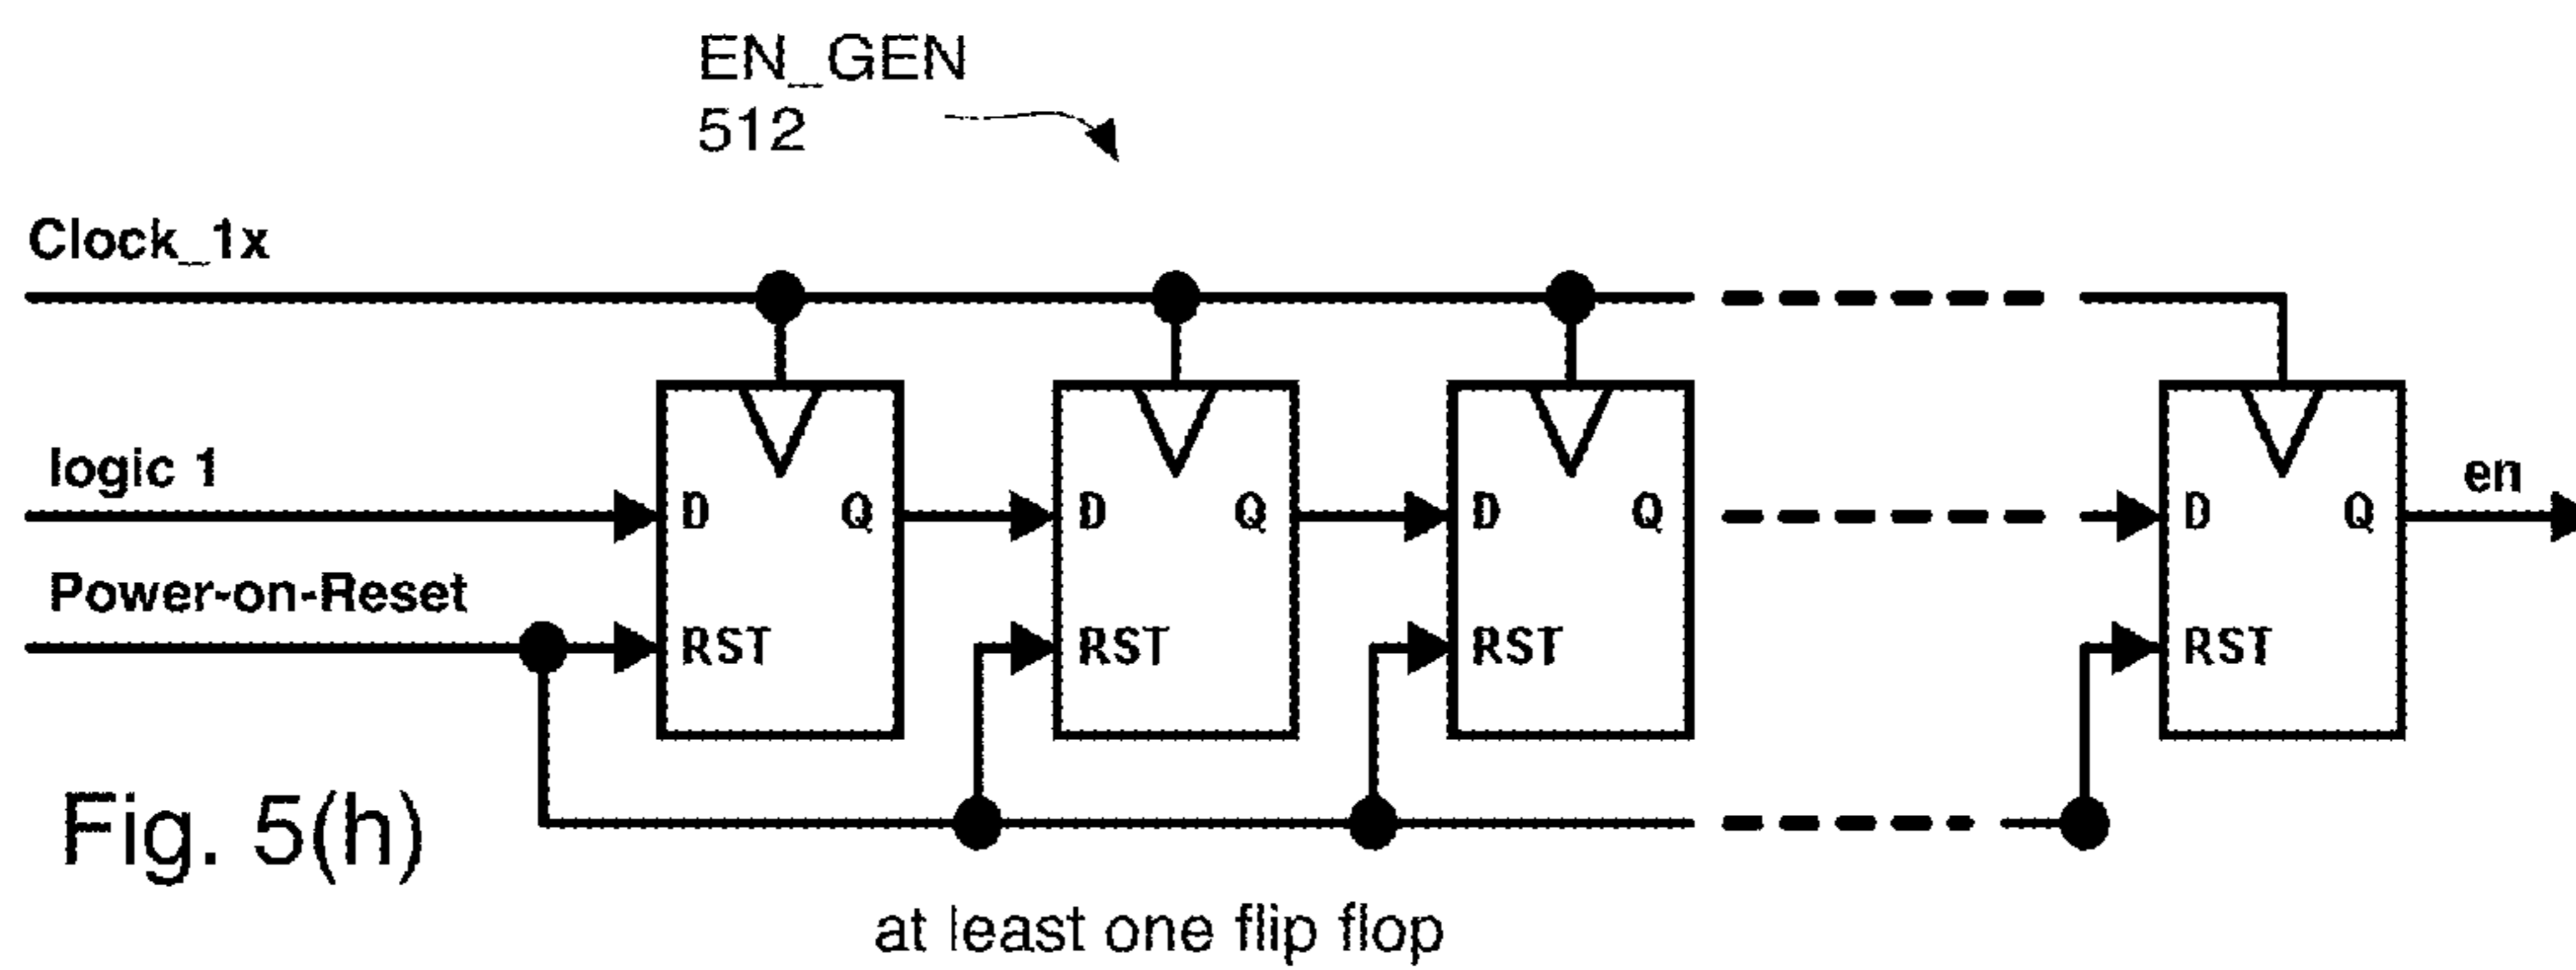 EN_GEN
512
Clock_1x
logic 1
Power-on-Reset
D Q
RST
D Q
RST
D Q
RST
D Q
RST
en
Fig. 5(h)
at least one flip flop